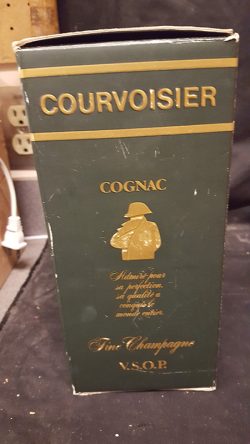 COURVOISIER
COGNAC
Admiré pour
sa perfection,
sa qualité a
conquis le
monde entier.
Fine Champagne
V.S.O.P.